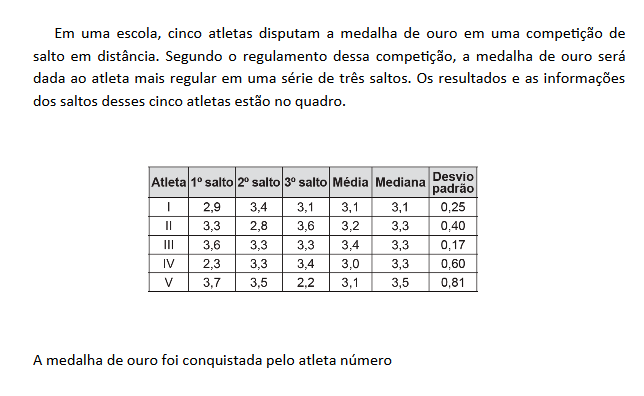 Em uma escola, cinco atletas disputam a medalha de ouro em uma competição de
salto em distância. Segundo o regulamento dessa competição, a medalha de ouro será
dada ao atleta mais regular em uma série de três saltos. Os resultados e as informações
dos saltos desses cinco atletas estão no quadro.
Atleta 1º salto 2º salto 3º salto Média Mediana Desvio padrão
I 2,9 3,4 3,1 3,1 3,1 0,25
II 3,3 2,8 3,6 3,2 3,3 0,40
III 3,6 3,3 3,3 3,4 3,3 0,17
IV 2,3 3,3 3,4 3,0 3,3 0,60
V 3,7 3,5 2,2 3,1 3,5 0,81
A medalha de ouro foi conquistada pelo atleta número